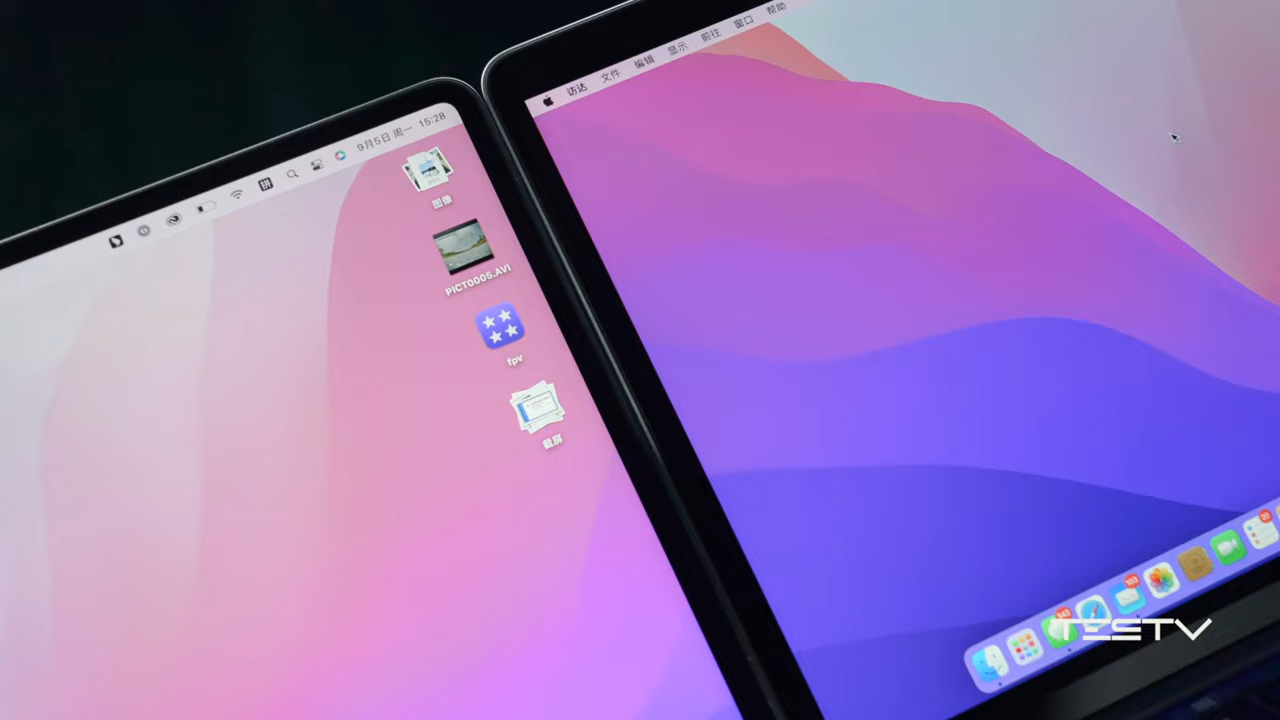 9月5日 周一 15:28
图像
PICT0005.AVI
fpv
截屏
访达 文件 编辑 显示 前往 窗口 帮助
TESTV